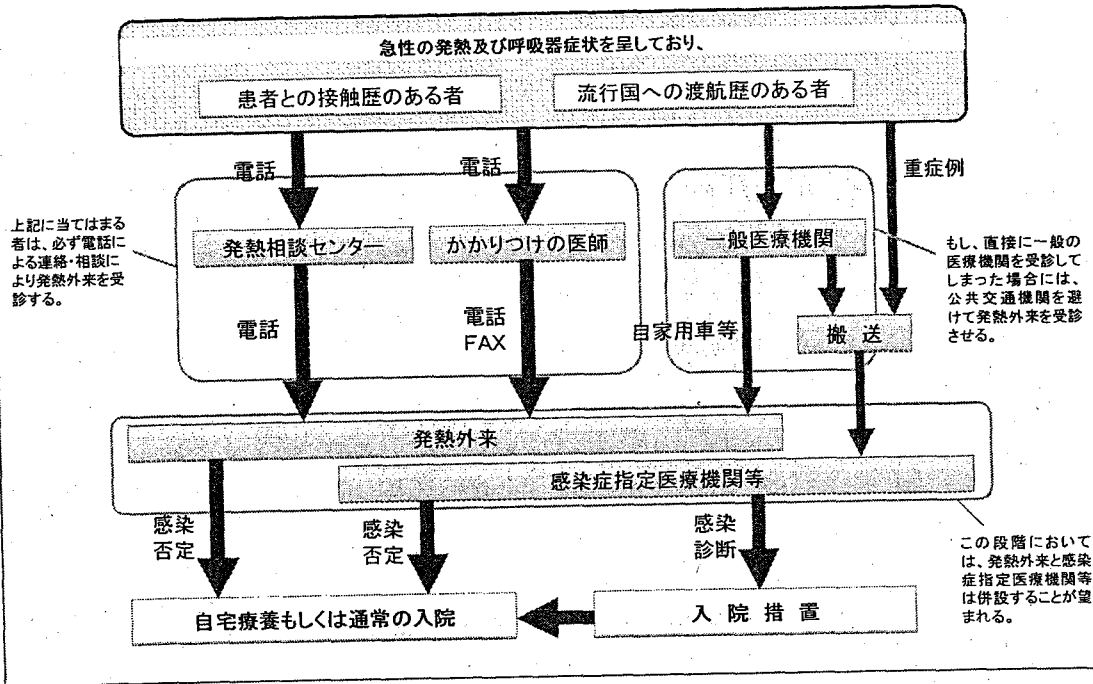 急性の発熱及び呼吸器症状を呈しており、
患者との接触歴のある者
流行国への渡航歴のある者
電話
電話
重症例
上記に当てはまる
者は、必ず電話に
よる連絡・相談に
より発熱外来を受
診する。
発熱相談センター
かかりつけの医師
一般医療機関
もし、直接に一般の
医療機関を受診して
しまった場合には、
公共交通機関を避
けて発熱外来を受診
させる。
電話
電話
FAX
自家用車等
搬送
発熱外来
感染症指定医療機関等
感染
否定
感染
否定
感染
診断
この段階において
は、発熱外来と感染
症指定医療機関等
は併設することが望
まれる。
自宅療養もしくは通常の入院
入院措置